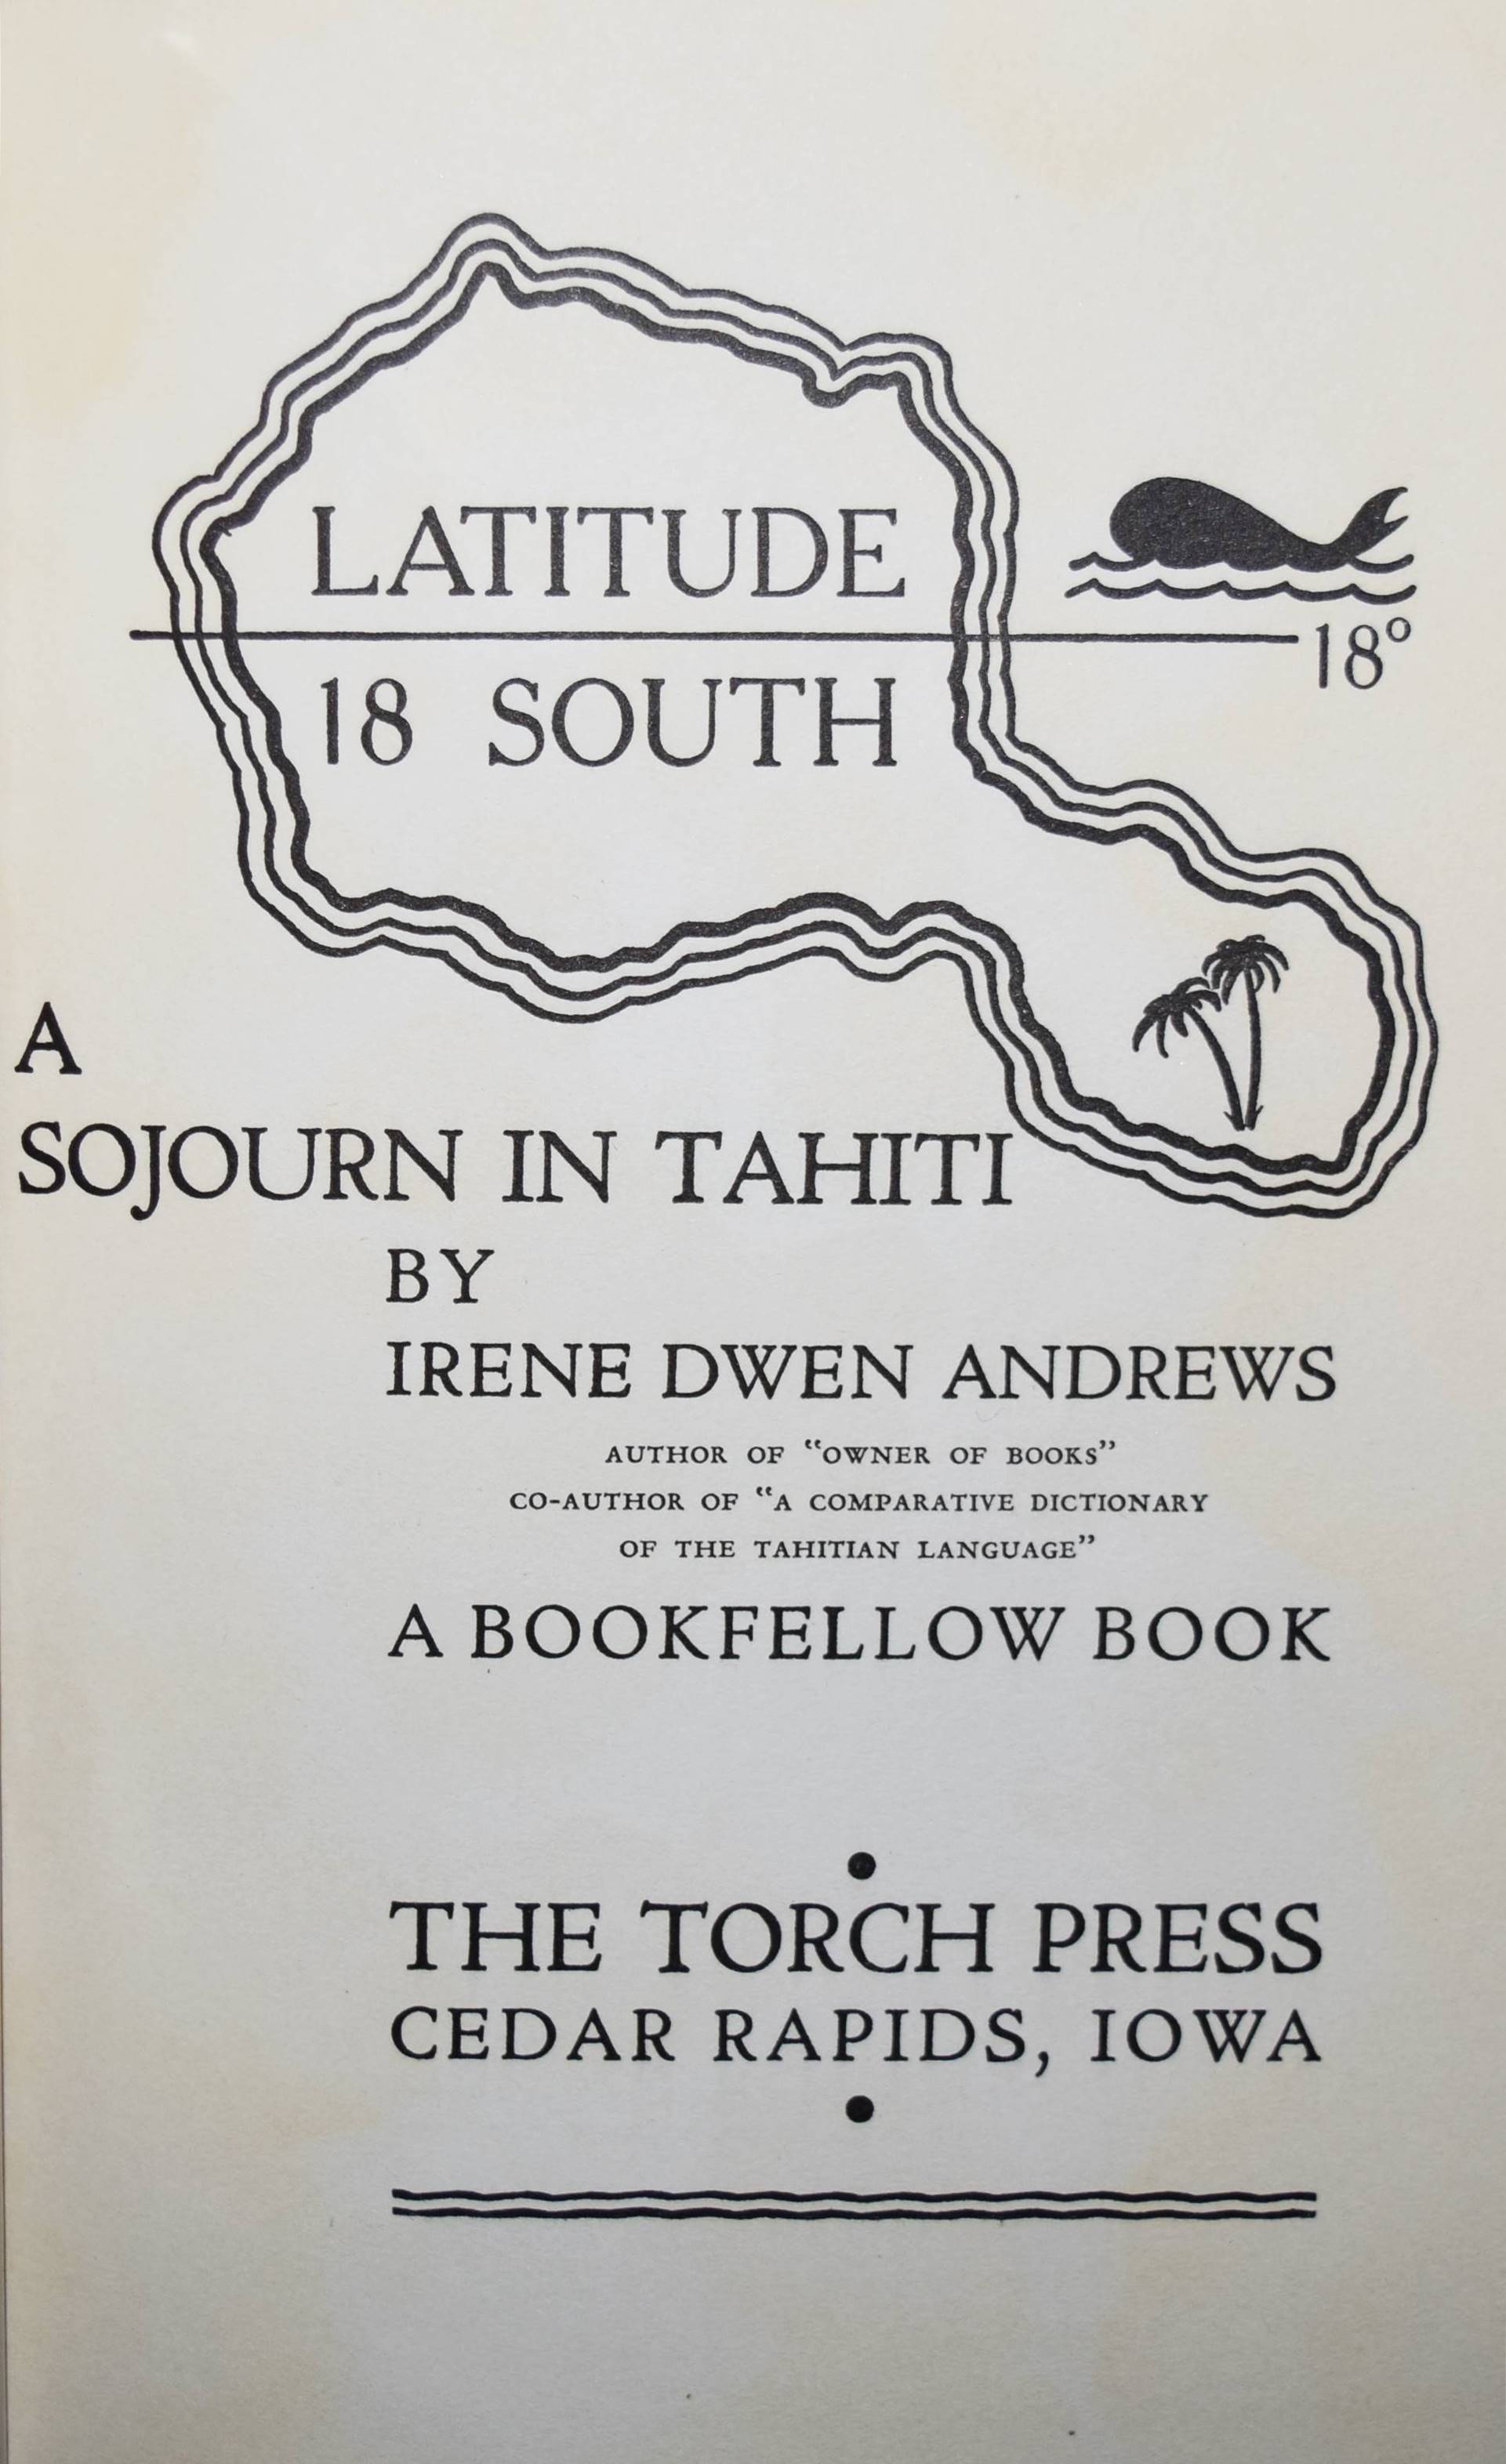 LATITUDE
18°
18 SOUTH
A
SOJOURN IN TAHITI
BY
IRENE DWEN ANDREWS
AUTHOR OF "OWNER OF BOOKS"
CO-AUTHOR OF "A COMPARATIVE DICTIONARY
OF THE TAHITIAN LANGUAGE"
A BOOKFELLOW BOOK
THE TORCH PRESS
CEDAR RAPIDS, IOWA